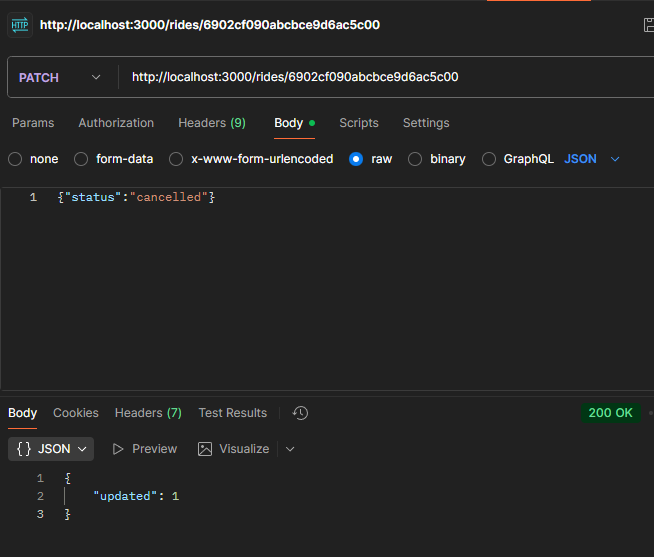 HTTP http://localhost:3000/rides/6902cf090abcbce9d6ac5c00
PATCH http://localhost:3000/rides/6902cf090abcbce9d6ac5c00
Params Authorization Headers (9) Body Scripts Settings
none form-data x-www-form-urlencoded raw binary GraphQL JSON
1 {"status":"cancelled"}
Body Cookies Headers (7) Test Results 200 OK
{} JSON Preview Visualize
1 {
2 "updated": 1
3 }